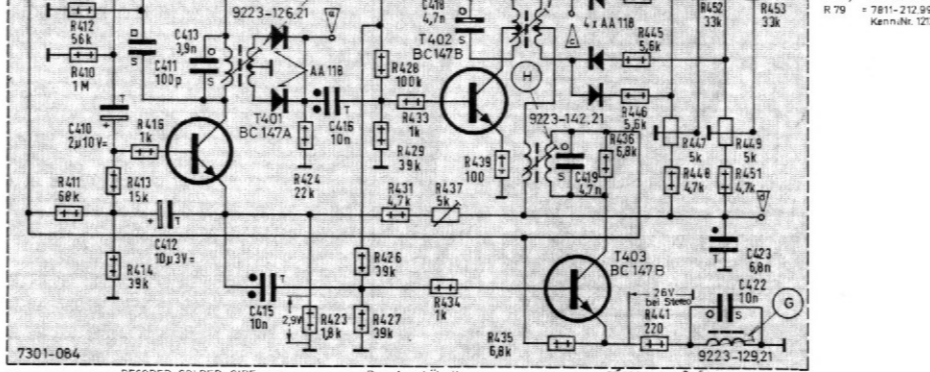 R412
56k
R410
1M
C413
3,9n
C411
100p
9223-126,21
AA 118
T401
BC 147A
C416
10n
R428
100k
R433
1k
R429
39k
C418
4,7n
T402
BC147B
4 x AA 118
R445
5,6k
R446
5,6k
R452
33k
R453
33k
R 79 = 7811-212.99
H
9223-142,21
C410
2µ10V=
R416
1k
R424
22k
R439
100
C419
4,7n
R436
6,8k
R447
5k
R449
5k
R448
4,7k
R451
4,7k
R411
68k
R413
15k
R431
4,7k
R437
5k
C412
10µ3V=
R414
39k
R426
39k
T403
BC 147B
C423
6,8n
C422
10n
G
C415
10n
2,9V
R423
1,8k
R427
39k
R434
1k
R435
6,8k
26V
bei Stereo
R441
220
9223-129,21
7301-084